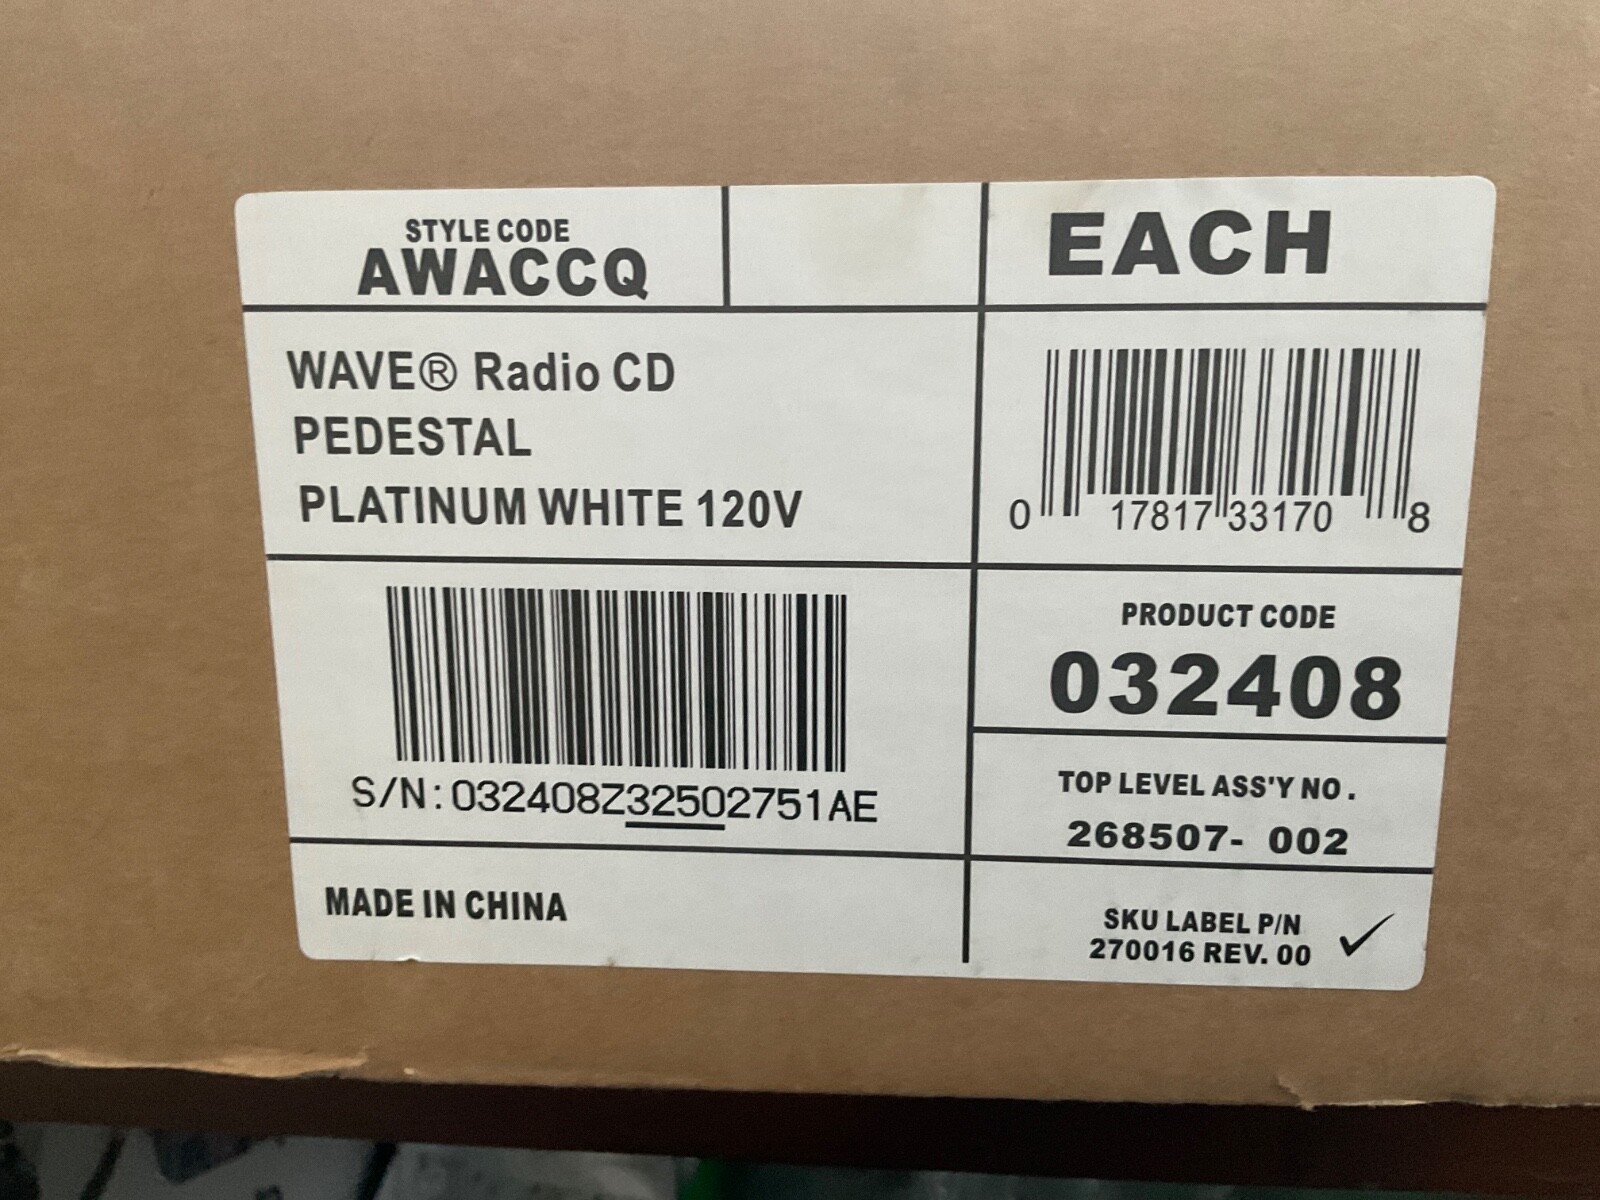 STYLE CODE
AWACCQ
EACH
WAVE® Radio CD
PEDESTAL
PLATINUM WHITE 120V
0 17817 33170 8
S/N:032408Z32502751AE
PRODUCT CODE
032408
TOP LEVEL ASS'Y NO.
268507- 002
MADE IN CHINA
SKU LABEL P/N
270016 REV. 00